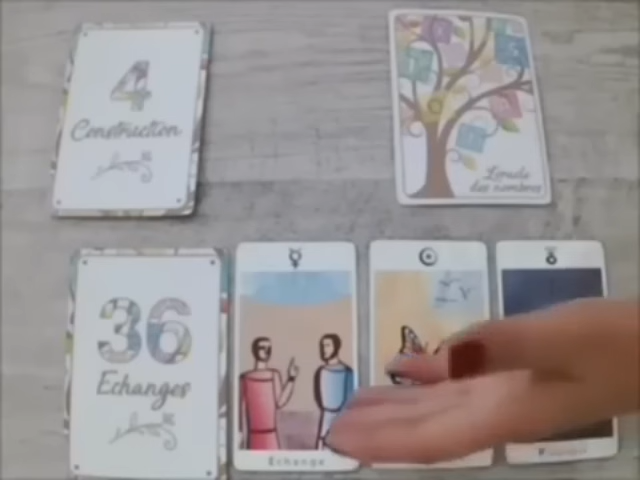 4
Construction
L'oracle
des nombres
36
Echanges
Echange